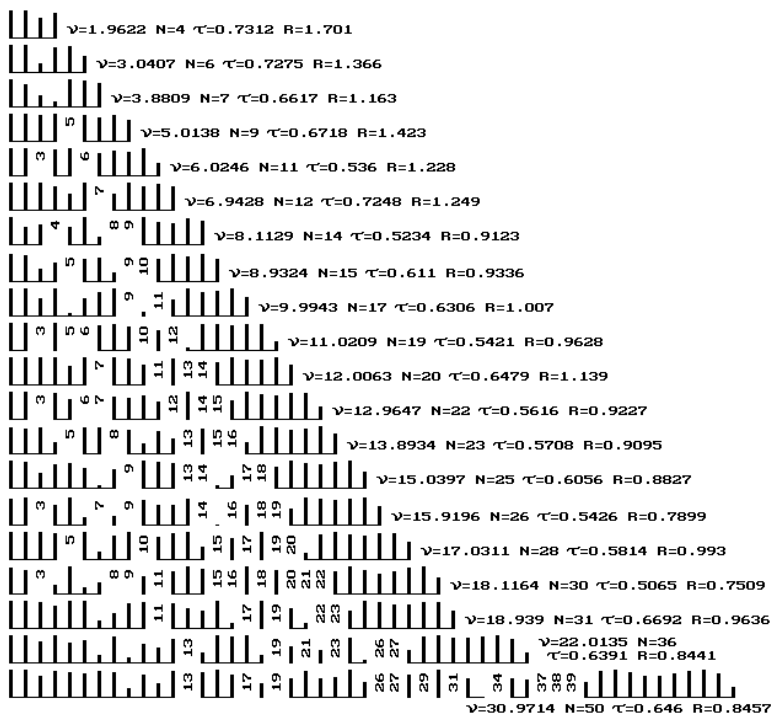 ν=1.9622 N=4 τ=0.7312 R=1.701
ν=3.0407 N=6 τ=0.7275 R=1.366
ν=3.8809 N=7 τ=0.6617 R=1.163
5 ν=5.0138 N=9 τ=0.6718 R=1.423
3 6 ν=6.0246 N=11 τ=0.536 R=1.228
7 ν=6.9428 N=12 τ=0.7248 R=1.249
4 8 9 ν=8.1129 N=14 τ=0.5234 R=0.9123
5 9 10 ν=8.9324 N=15 τ=0.611 R=0.9336
9 11 ν=9.9943 N=17 τ=0.6306 R=1.007
3 5 6 10 12 ν=11.0209 N=19 τ=0.5421 R=0.9628
7 11 13 14 ν=12.0063 N=20 τ=0.6479 R=1.139
3 6 7 12 14 15 ν=12.9647 N=22 τ=0.5616 R=0.9227
5 8 13 15 16 ν=13.8934 N=23 τ=0.5708 R=0.9095
9 13 14 17 18 ν=15.0397 N=25 τ=0.6056 R=0.8827
3 7 9 14 16 18 19 ν=15.9196 N=26 τ=0.5426 R=0.7899
5 10 15 17 19 20 ν=17.0311 N=28 τ=0.5814 R=0.993
3 8 9 11 15 16 18 20 21 22 ν=18.1164 N=30 τ=0.5065 R=0.7509
11 17 19 22 23 ν=18.939 N=31 τ=0.6692 R=0.9636
13 19 21 23 26 27 ν=22.0135 N=36
τ=0.6391 R=0.8441
13 17 19 26 27 29 31 34 37 38 39
ν=30.9714 N=50 τ=0.646 R=0.8457